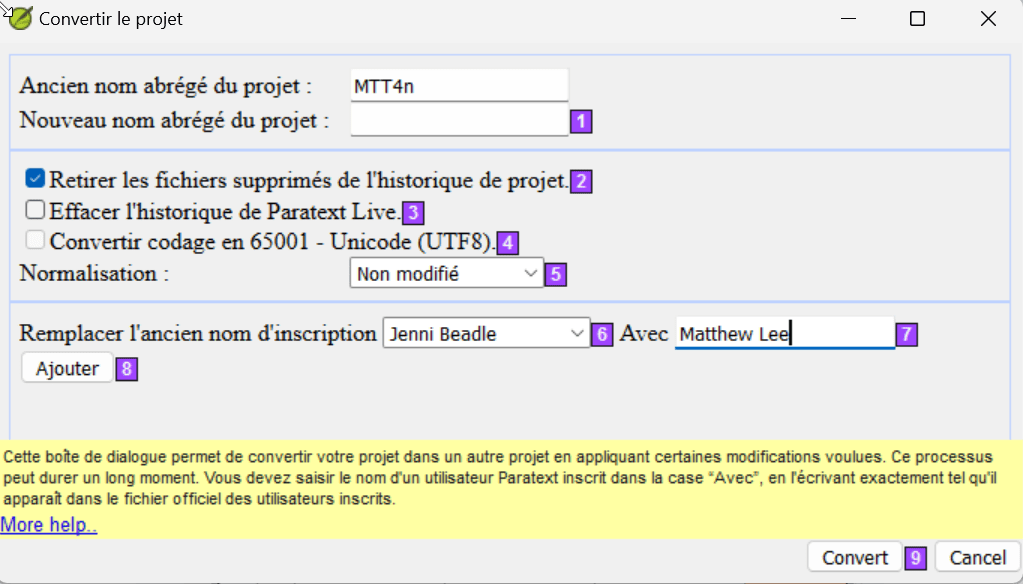 Convertir le projet
Ancien nom abrégé du projet : MTT4n
Nouveau nom abrégé du projet : 1
Retirer les fichiers supprimés de l'historique de projet. 2
Effacer l'historique de Paratext Live. 3
Convertir codage en 65001 - Unicode (UTF8). 4
Normalisation : Non modifié 5
Remplacer l'ancien nom d'inscription Jenni Beadle 6 Avec Matthew Lee 7
Ajouter 8
Cette boîte de dialogue permet de convertir votre projet dans un autre projet en appliquant certaines modifications voulues. Ce processus
peut durer un long moment. Vous devez saisir le nom d'un utilisateur Paratext inscrit dans la case “Avec”, en l'écrivant exactement tel qu'il
apparaît dans le fichier officiel des utilisateurs inscrits.
More help..
Convert 9 Cancel